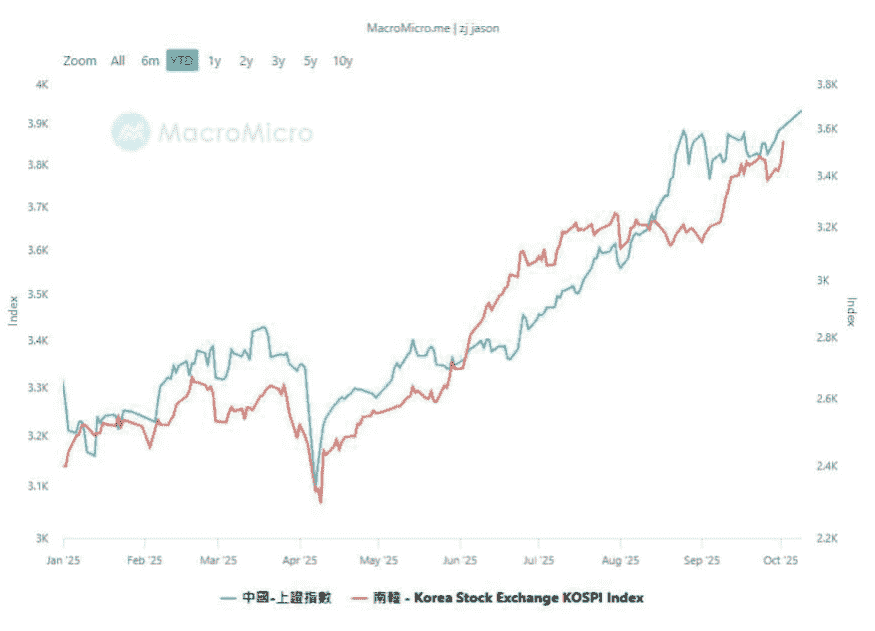 MacroMicro.me | zj jason
Zoom All 6m YTD 1y 2y 3y 5y 10y
MacroMicro
4K
3.9K
3.8K
3.7K
3.6K
3.5K
3.4K
3.3K
3.2K
3.1K
3K
Index
3.8K
3.6K
3.4K
3.2K
3K
2.8K
2.6K
2.4K
2.2K
Index
Jan '25 Feb '25 Mar '25 Apr '25 May '25 Jun '25 Jul '25 Aug '25 Sep '25 Oct '25
中國-上證指數 南韓 - Korea Stock Exchange KOSPI Index